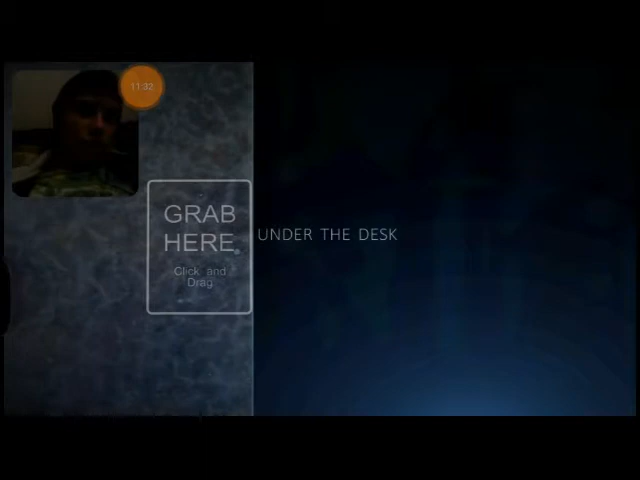 11:32
GRAB
HERE
Click and
Drag
UNDER THE DESK